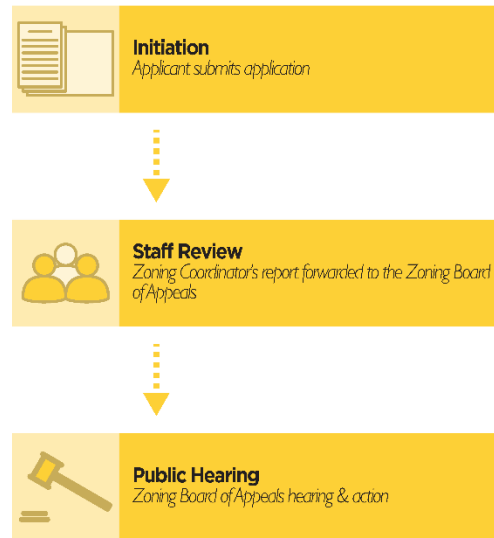 Initiation
Applicant submits application
Staff Review
Zoning Coordinator's report forwarded to the Zoning Board
of Appeals
Public Hearing
Zoning Board of Appeals hearing & action